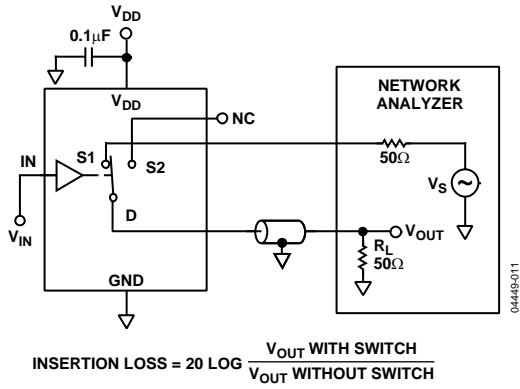 VDD
0.1µF
VDD
NC
NETWORK
ANALYZER
IN
S1
S2
50Ω
VS
VIN
D
VOUT
RL
50Ω
GND
04449-011
INSERTION LOSS = 20 LOG VOUT WITH SWITCH
VOUT WITHOUT SWITCH